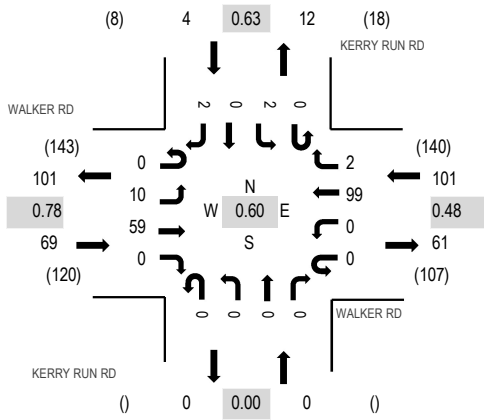 (8) 4 0.63 12 (18)
KERRY RUN RD
WALKER RD
2 0 2 0
(143) (140)
101 0 2 101
10 N 99
0.78 W 0.60 E 0.48
69 59 0 61
S
(120) 0 0 (107)
0 0 0 0
WALKER RD
KERRY RUN RD
() 0 0.00 0 ()